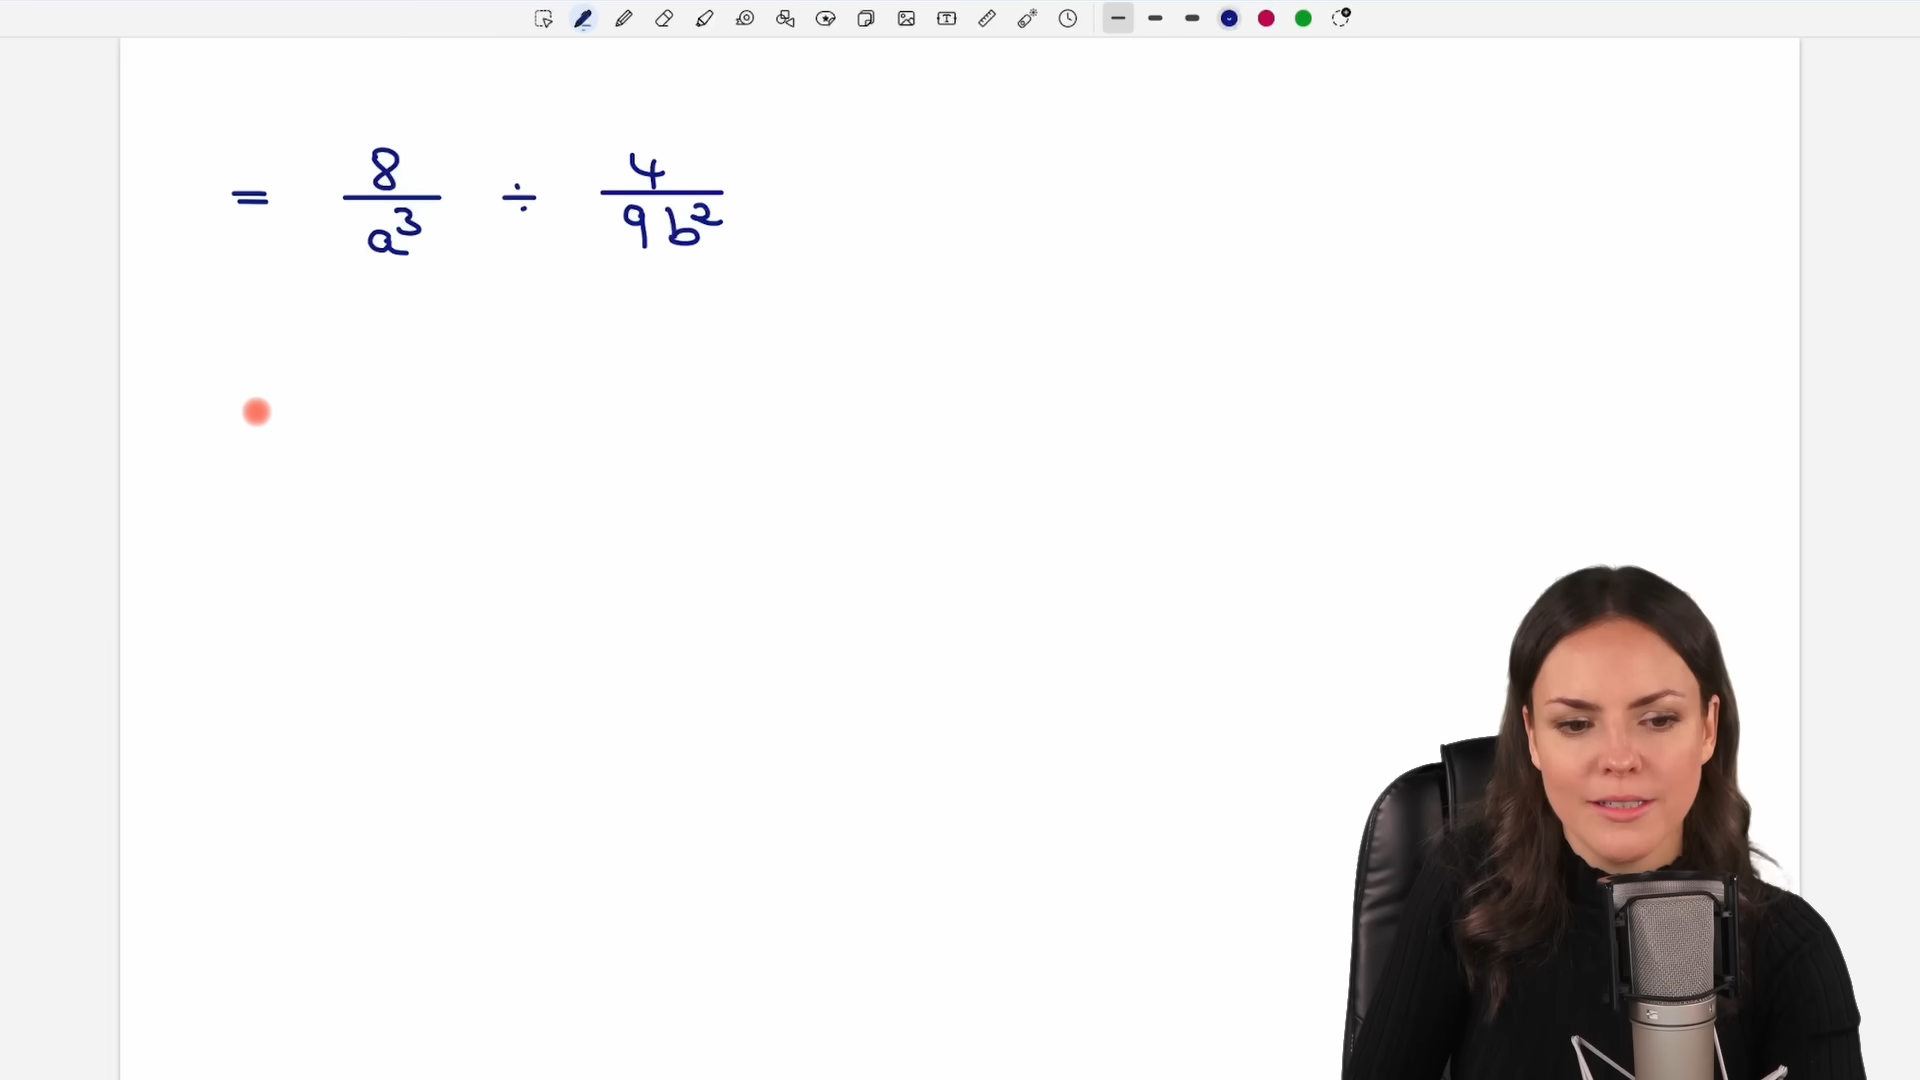 = 8/a³ ÷ 4/9b²